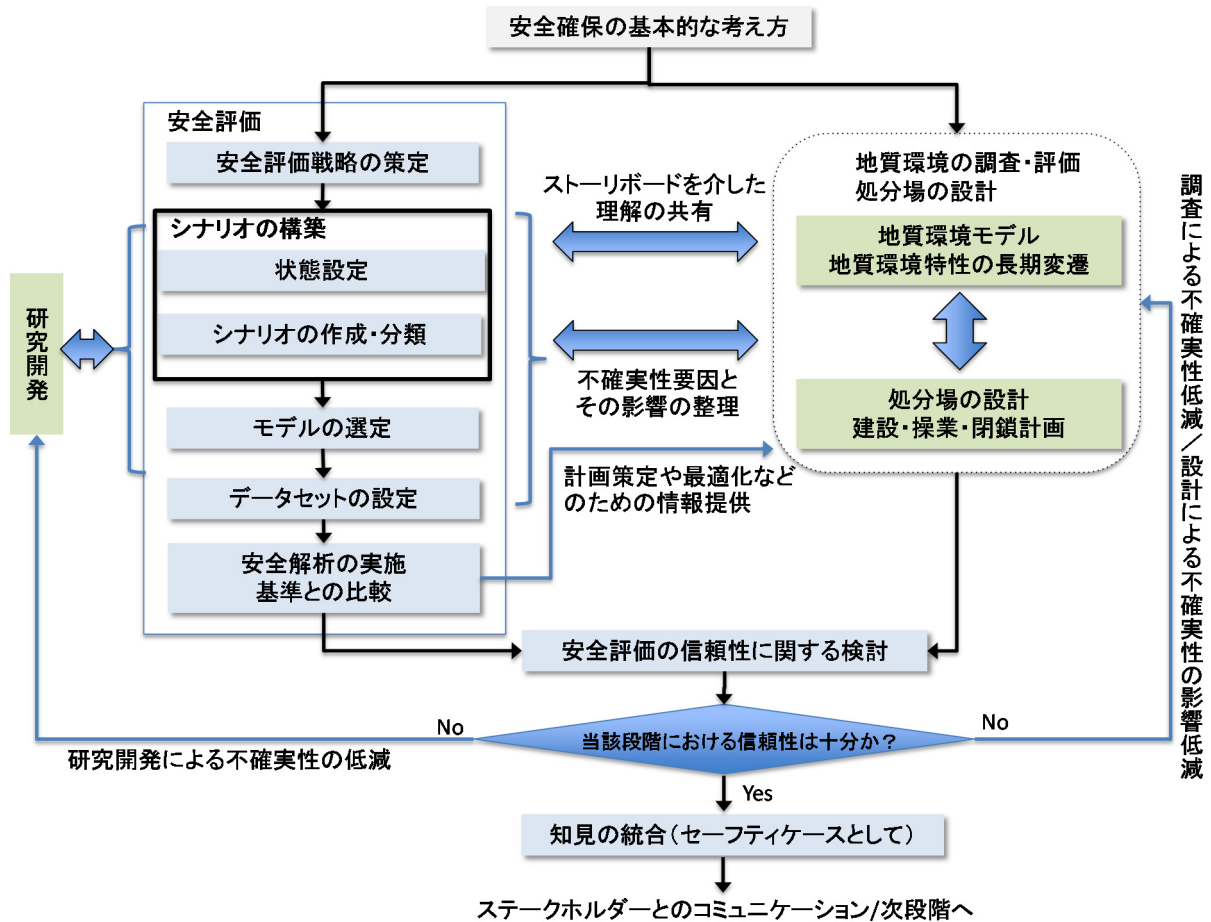 安全確保の基本的な考え方
安全評価
安全評価戦略の策定
シナリオの構築
状態設定
シナリオの作成・分類
モデルの選定
データセットの設定
安全解析の実施
基準との比較
研究開発
ストーリボードを介した
理解の共有
不確実性要因と
その影響の整理
計画策定や最適化など
のための情報提供
地質環境の調査・評価
処分場の設計
地質環境モデル
地質環境特性の長期変遷
処分場の設計
建設・操業・閉鎖計画
調査による不確実性低減／設計による不確実性の影響低減
安全評価の信頼性に関する検討
No
当該段階における信頼性は十分か？
No
研究開発による不確実性の低減
Yes
知見の統合（セーフティケースとして）
ステークホルダーとのコミュニケーション/次段階へ